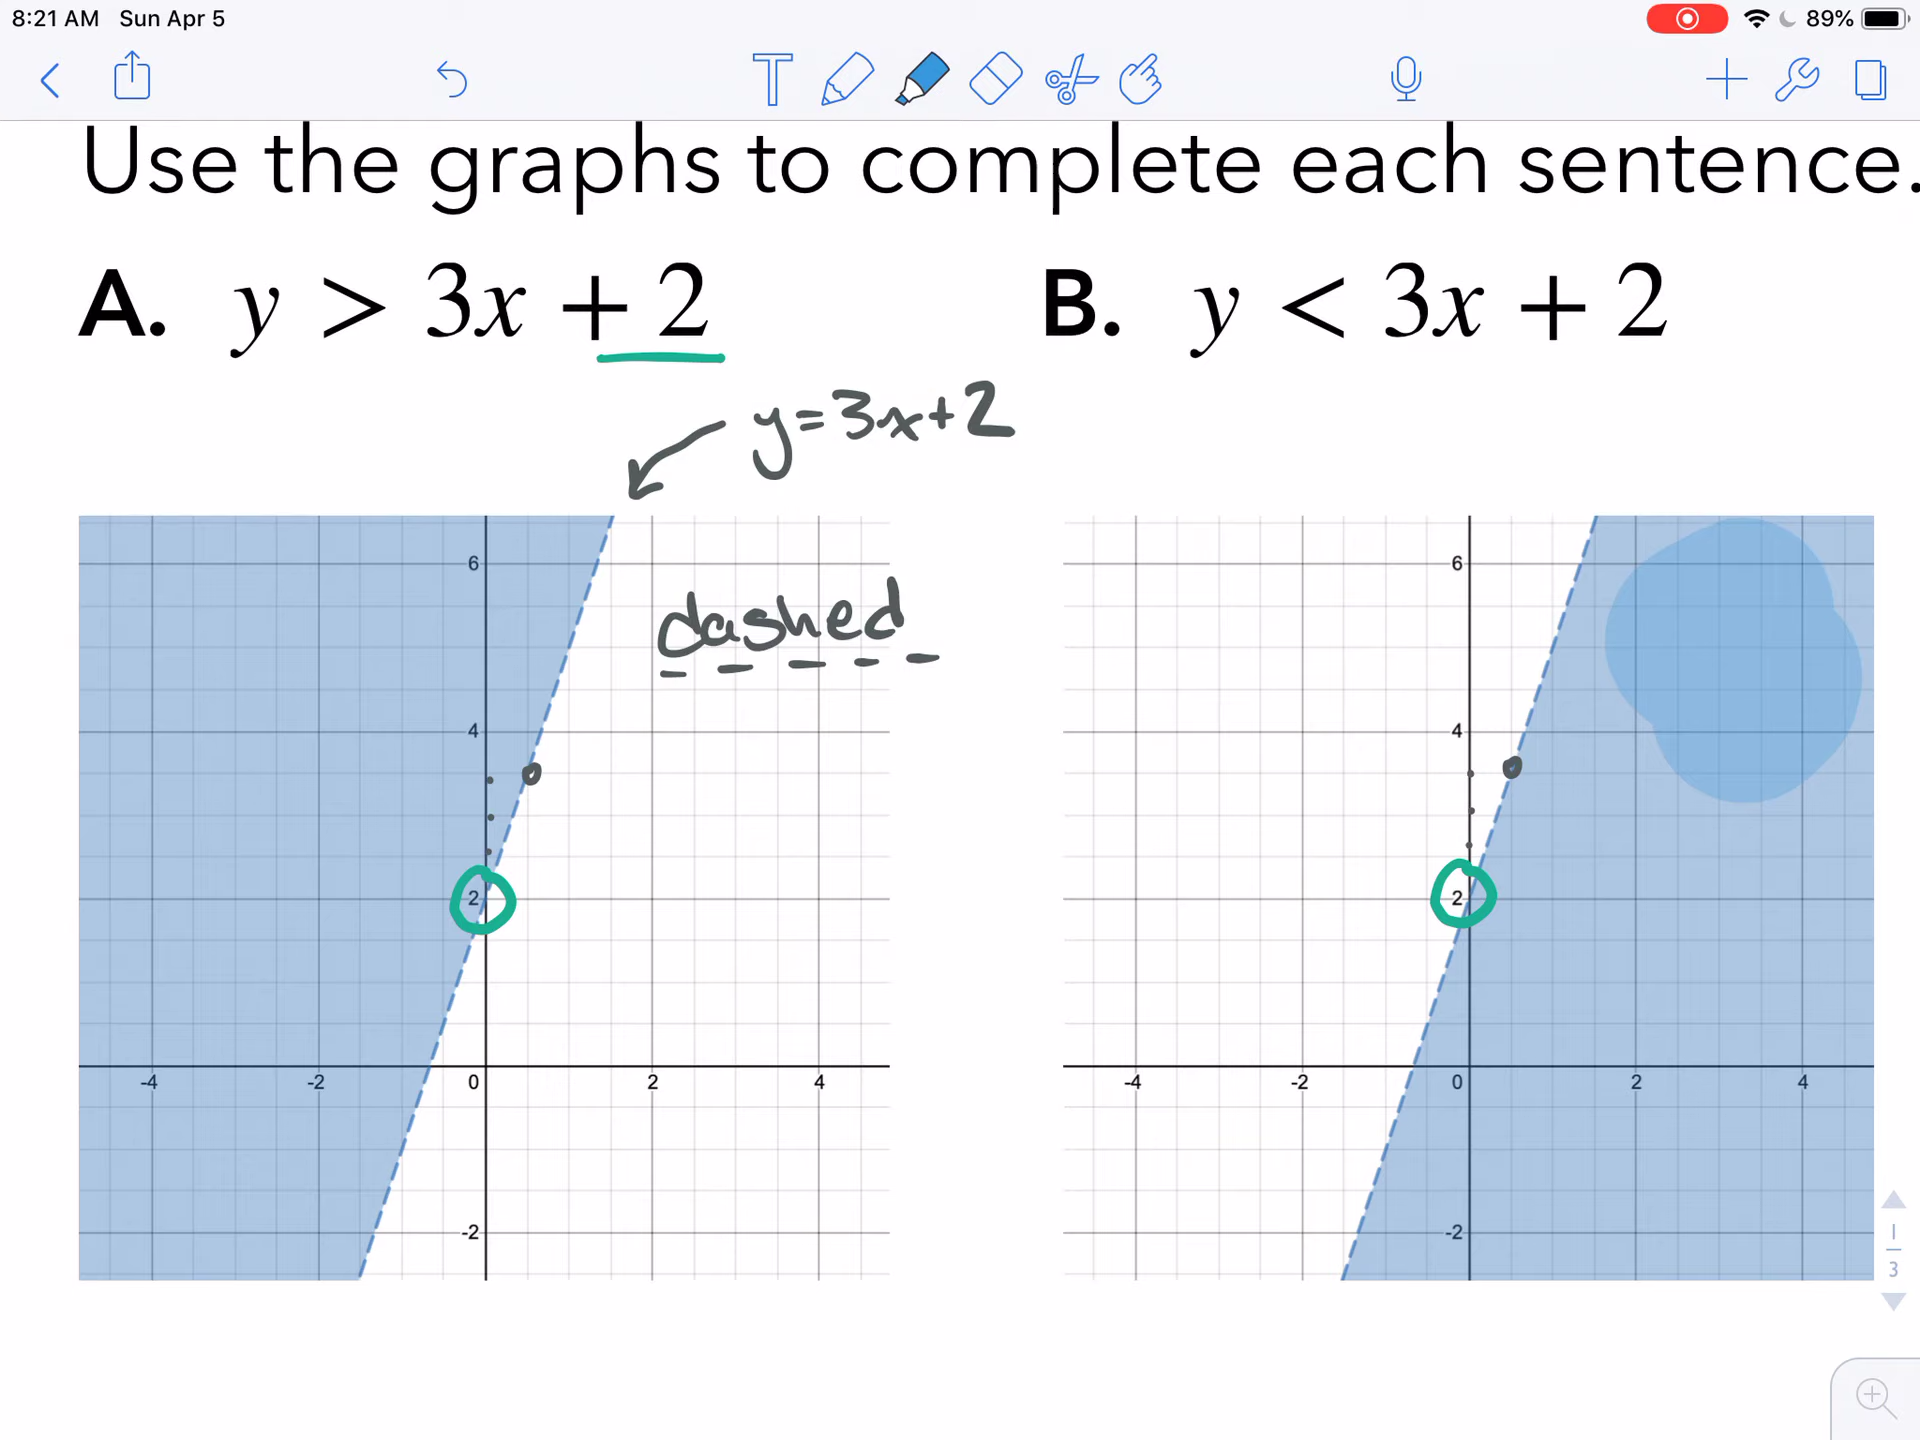 8:21 AM Sun Apr 5 89%
T
Use the graphs to complete each sentence.
A. y > 3x + 2 B. y < 3x + 2
y=3x+2
6 6
dashed
4 4
2 2
-4 -2 0 2 4 -4 -2 0 2 4
-2 -2
1
3